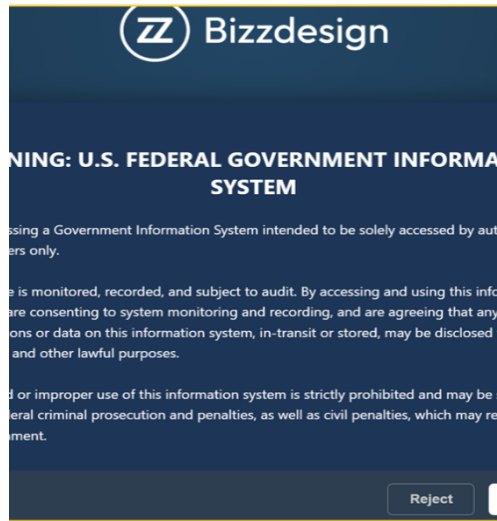 Bizzdesign
NING: U.S. FEDERAL GOVERNMENT INFORMA
SYSTEM
ssing a Government Information System intended to be solely accessed by aut
ers only.
e is monitored, recorded, and subject to audit. By accessing and using this info
are consenting to system monitoring and recording, and are agreeing that any
ons or data on this information system, in-transit or stored, may be disclosed
and other lawful purposes.
d or improper use of this information system is strictly prohibited and may be
eral criminal prosecution and penalties, as well as civil penalties, which may re
nment.
Reject